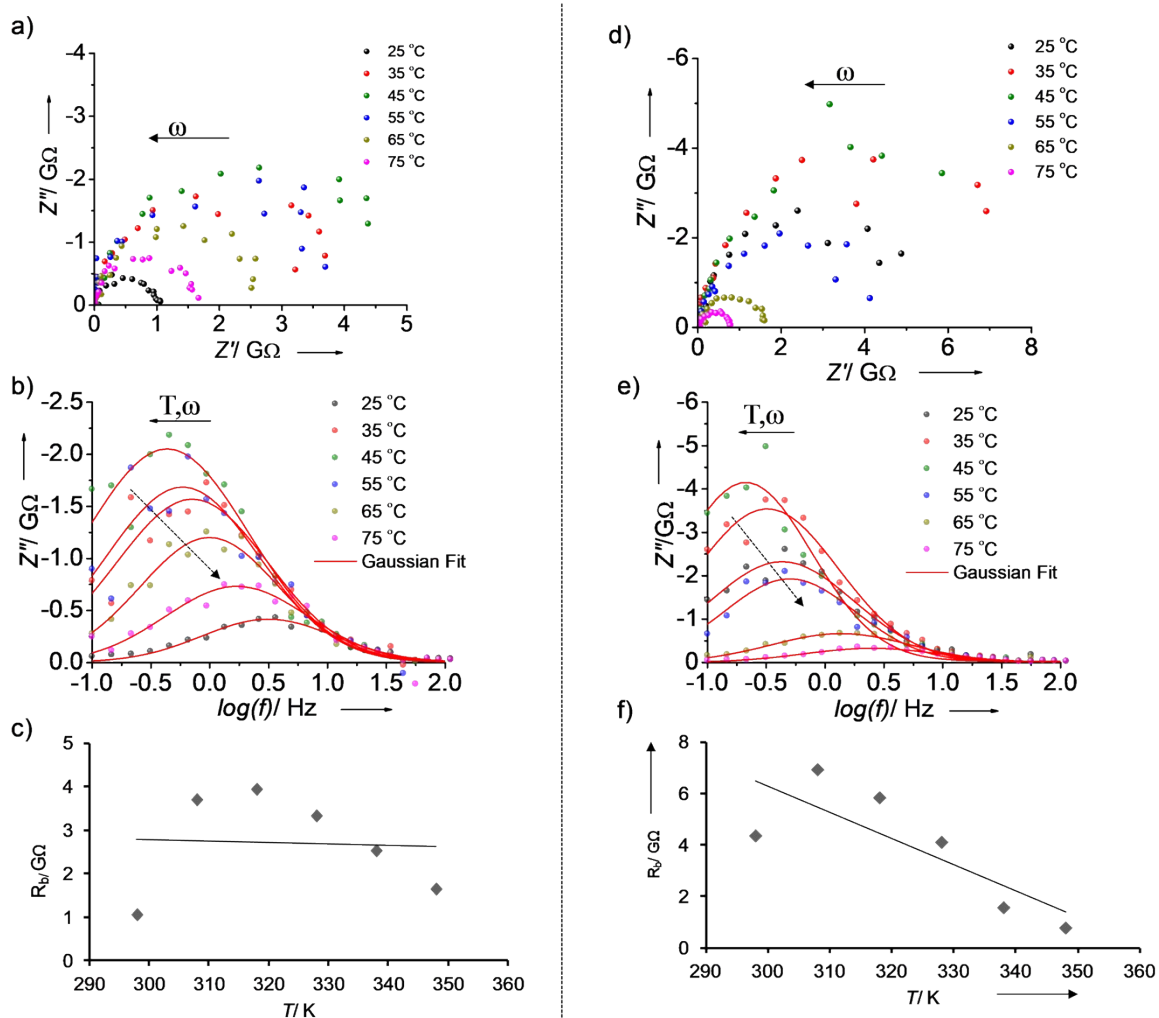 a)
-4
-3
-2
-1
0
Z''/ GΩ
ω
25 °C
35 °C
45 °C
55 °C
65 °C
75 °C
0 1 2 3 4 5
Z'/ GΩ
b)
-2.5
-2.0
-1.5
-1.0
-0.5
0.0
Z''/ GΩ
T,ω
25 °C
35 °C
45 °C
55 °C
65 °C
75 °C
Gaussian Fit
-1.0 -0.5 0.0 0.5 1.0 1.5 2.0
log(f)/ Hz
c)
5
4
3
2
1
0
Rb/ GΩ
290 300 310 320 330 340 350 360
T/ K
d)
-6
-4
-2
0
Z''/ GΩ
ω
25 °C
35 °C
45 °C
55 °C
65 °C
75 °C
0 2 4 6 8
Z'/ GΩ
e)
-6
-5
-4
-3
-2
-1
0
Z''/GΩ
T,ω
25 °C
35 °C
45 °C
55 °C
65 °C
75 °C
Gaussian Fit
-1.0 -0.5 0.0 0.5 1.0 1.5 2.0
log(f)/ Hz
f)
8
6
4
2
0
Rb/ GΩ
290 300 310 320 330 340 350 360
T/ K